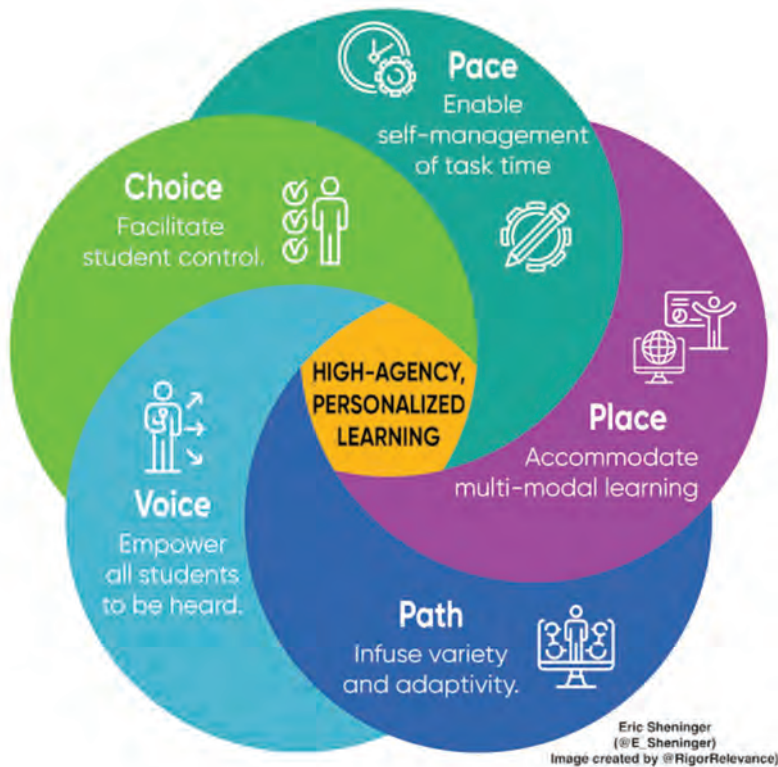 Pace
Enable
self-management
of task time
Choice
Facilitate
student control.
HIGH-AGENCY,
PERSONALIZED
LEARNING
Place
Accommodate
multi-modal learning
Voice
Empower
all students
to be heard.
Path
Infuse variety
and adaptivity.
Eric Sheninger
(@E_Sheninger)
Image created by @RigorRelevance)